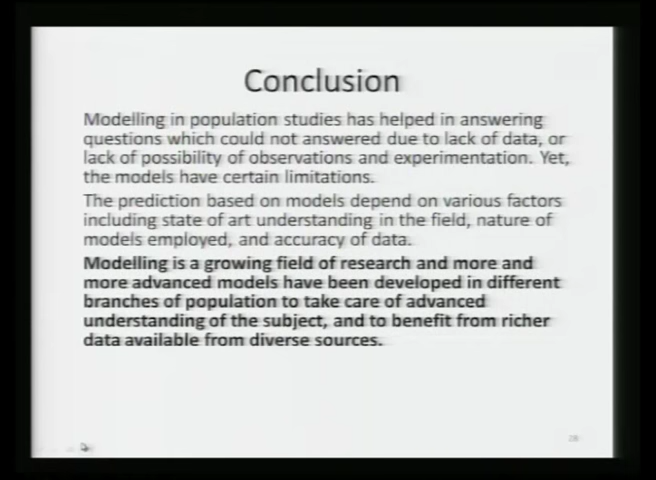 Conclusion
Modelling in population studies has helped in answering
questions which could not answered due to lack of data, or
lack of possibility of observations and experimentation. Yet,
the models have certain limitations.
The prediction based on models depend on various factors
including state of art understanding in the field, nature of
models employed, and accuracy of data.
Modelling is a growing field of research and more and
more advanced models have been developed in different
branches of population to take care of advanced
understanding of the subject, and to benefit from richer
data available from diverse sources.